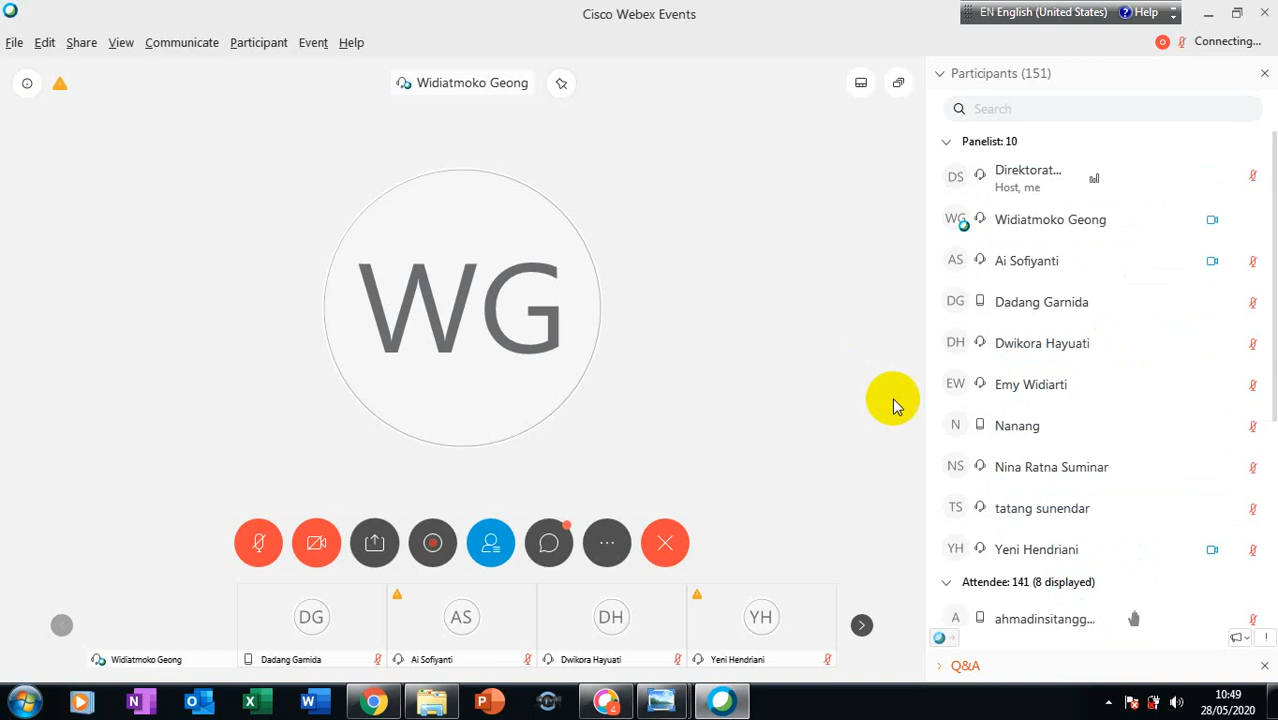 Cisco Webex Events
EN English (United States) ? Help
File Edit Share View Communicate Participant Event Help
Connecting...
Widiatmoko Geong
WG
DG
AS
DH
YH
Widiatmoko Geong
Dadang Garnida
Ai Sofiyanti
Dwikora Hayuati
Yeni Hendriani
Participants (151)
Search
Panelist: 10
DS Direktorat...
Host, me
WG Widiatmoko Geong
AS Ai Sofiyanti
DG Dadang Garnida
DH Dwikora Hayuati
EW Emy Widiarti
N Nanang
NS Nina Ratna Suminar
TS tatang sunendar
YH Yeni Hendriani
Attendee: 141 (8 displayed)
A ahmadinsitangg...
Q&A
4
10:49
28/05/2020